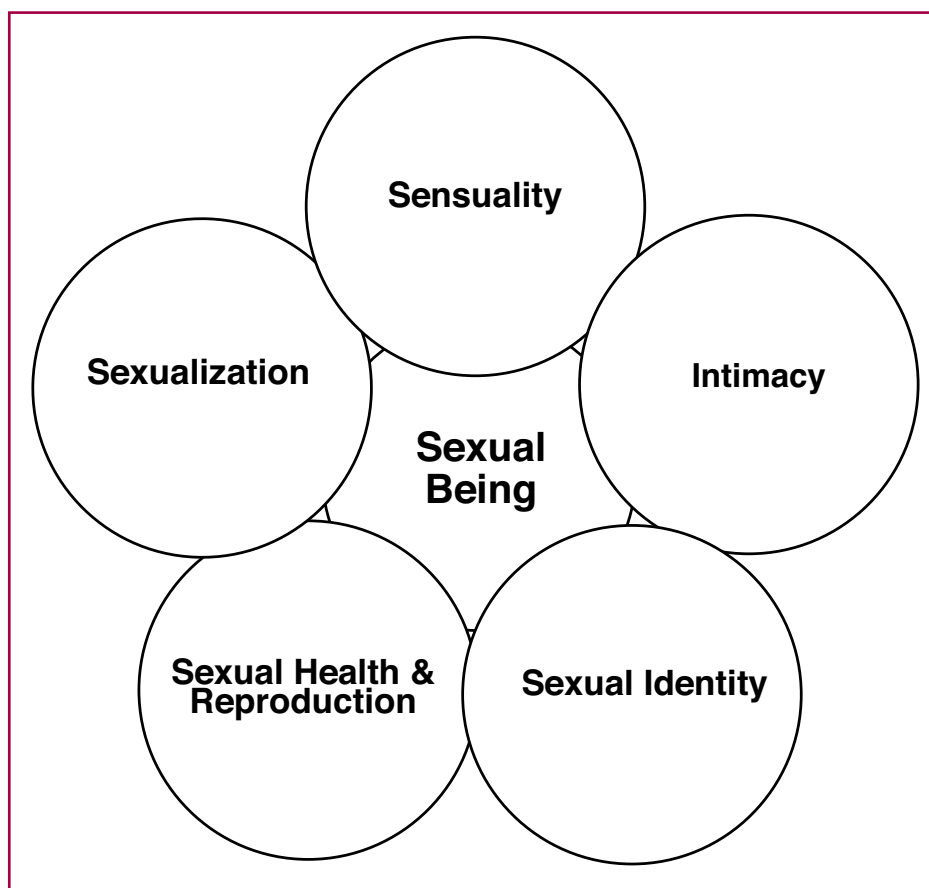 Sensuality
Sexualization
Intimacy
Sexual
Being
Sexual Health &
Reproduction
Sexual Identity